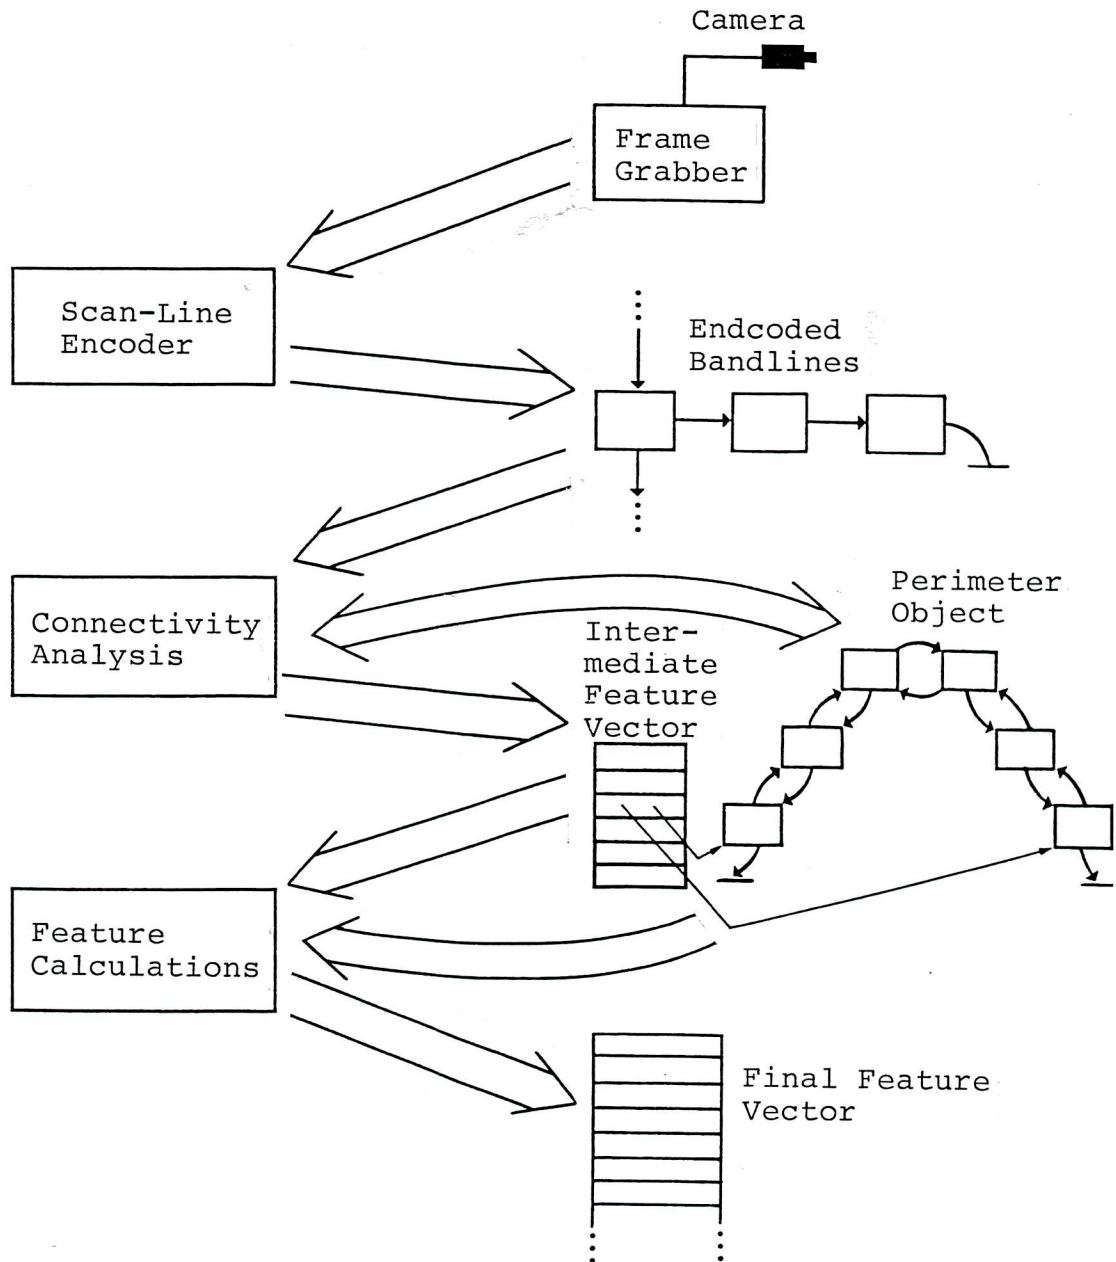 Camera
Frame
Grabber
Scan-Line
Encoder
Endcoded
Bandlines
Connectivity
Analysis
Perimeter
Object
Inter-
mediate
Feature
Vector
Feature
Calculations
Final Feature
Vector